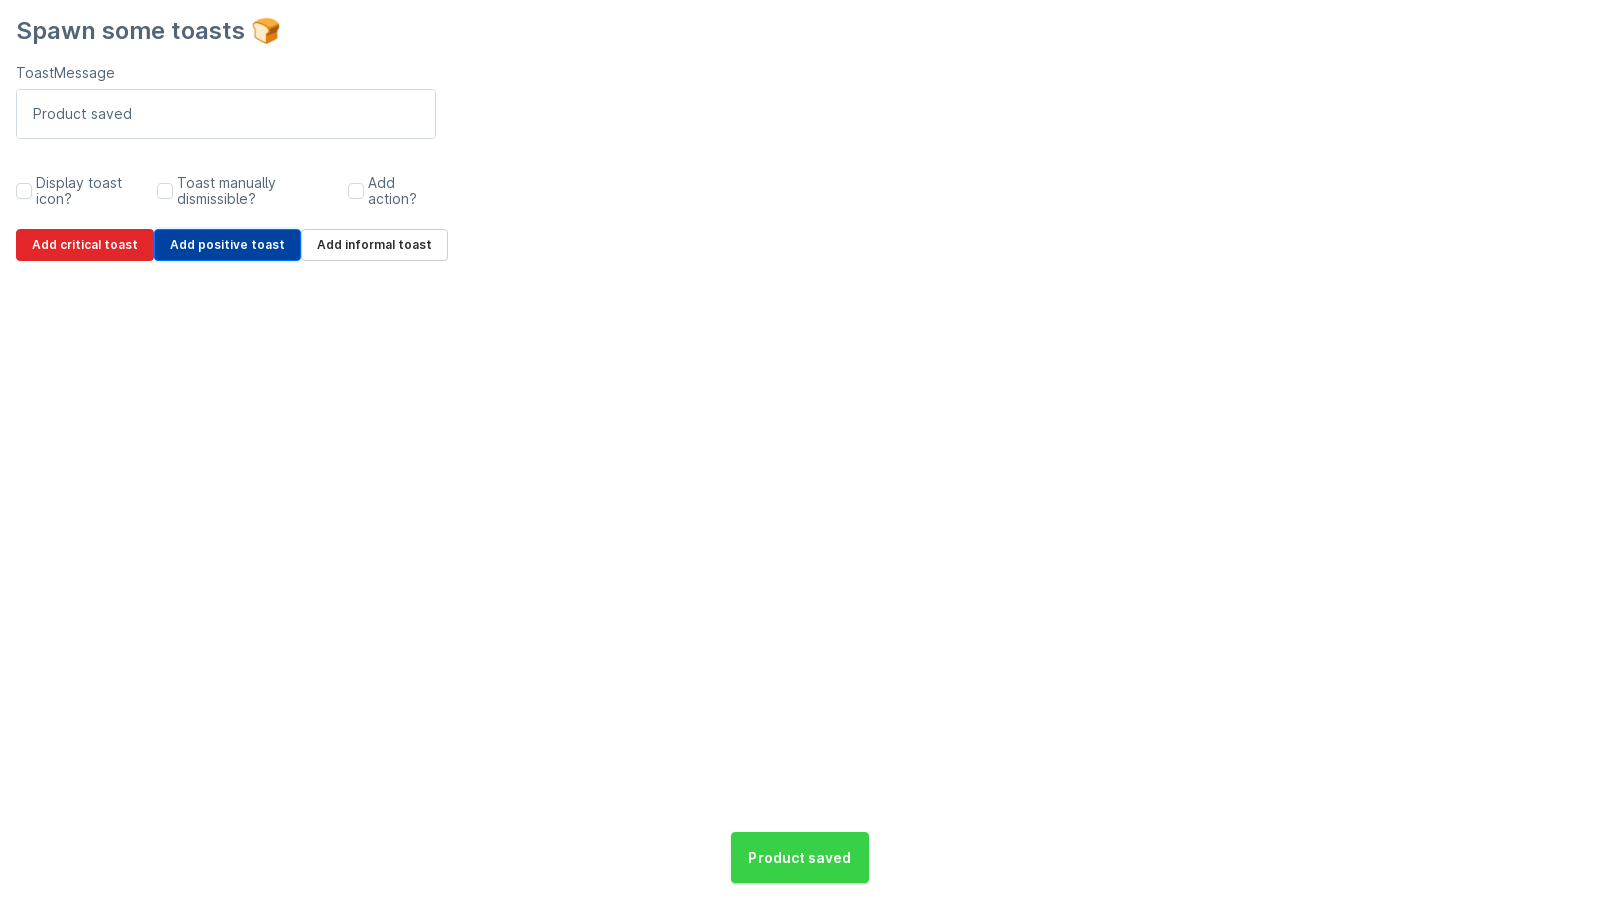 Spawn some toasts 🍞
ToastMessage
Product saved
Display toast
icon?
Toast manually
dismissible?
Add
action?
Add critical toast
Add positive toast
Add informal toast
Product saved